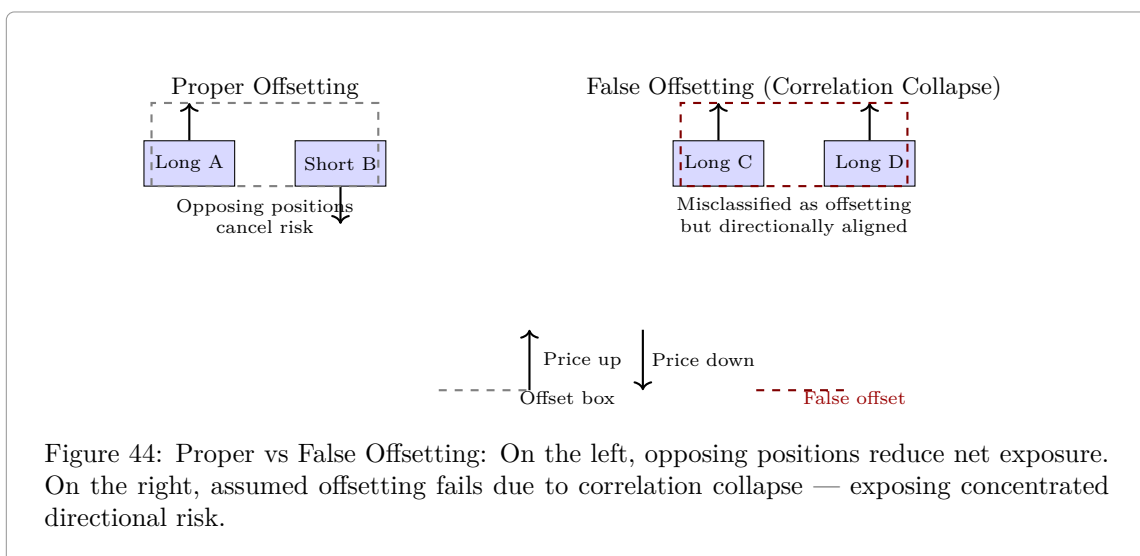 Proper Offsetting
Long A
Short B
Opposing positions
cancel risk
False Offsetting (Correlation Collapse)
Long C
Long D
Misclassified as offsetting
but directionally aligned
Price up
Price down
Offset box
False offset
Figure 44: Proper vs False Offsetting: On the left, opposing positions reduce net exposure.
On the right, assumed offsetting fails due to correlation collapse — exposing concentrated
directional risk.